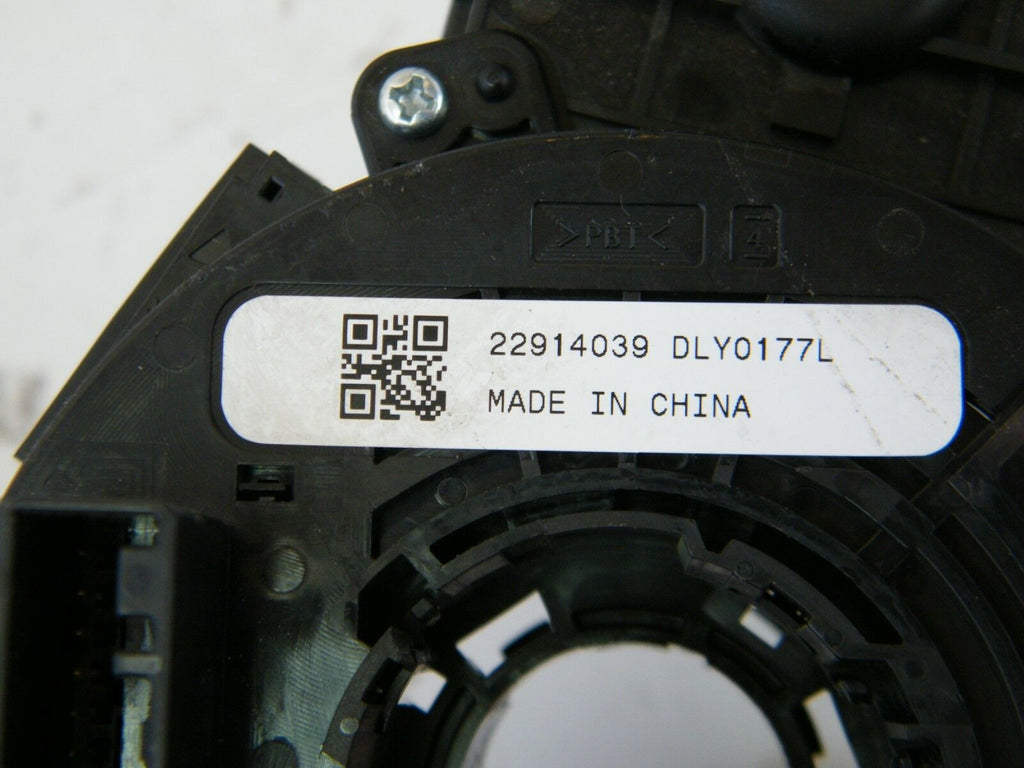 >PBT< 4
22914039 DLY0177L
MADE IN CHINA